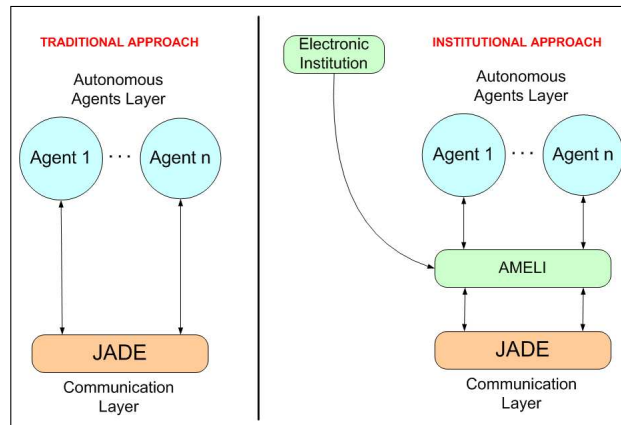 TRADITIONAL APPROACH
Autonomous
Agents Layer
Agent 1
···
Agent n
JADE
Communication
Layer
Electronic
Institution
INSTITUTIONAL APPROACH
Autonomous
Agents Layer
Agent 1
···
Agent n
AMELI
JADE
Communication
Layer